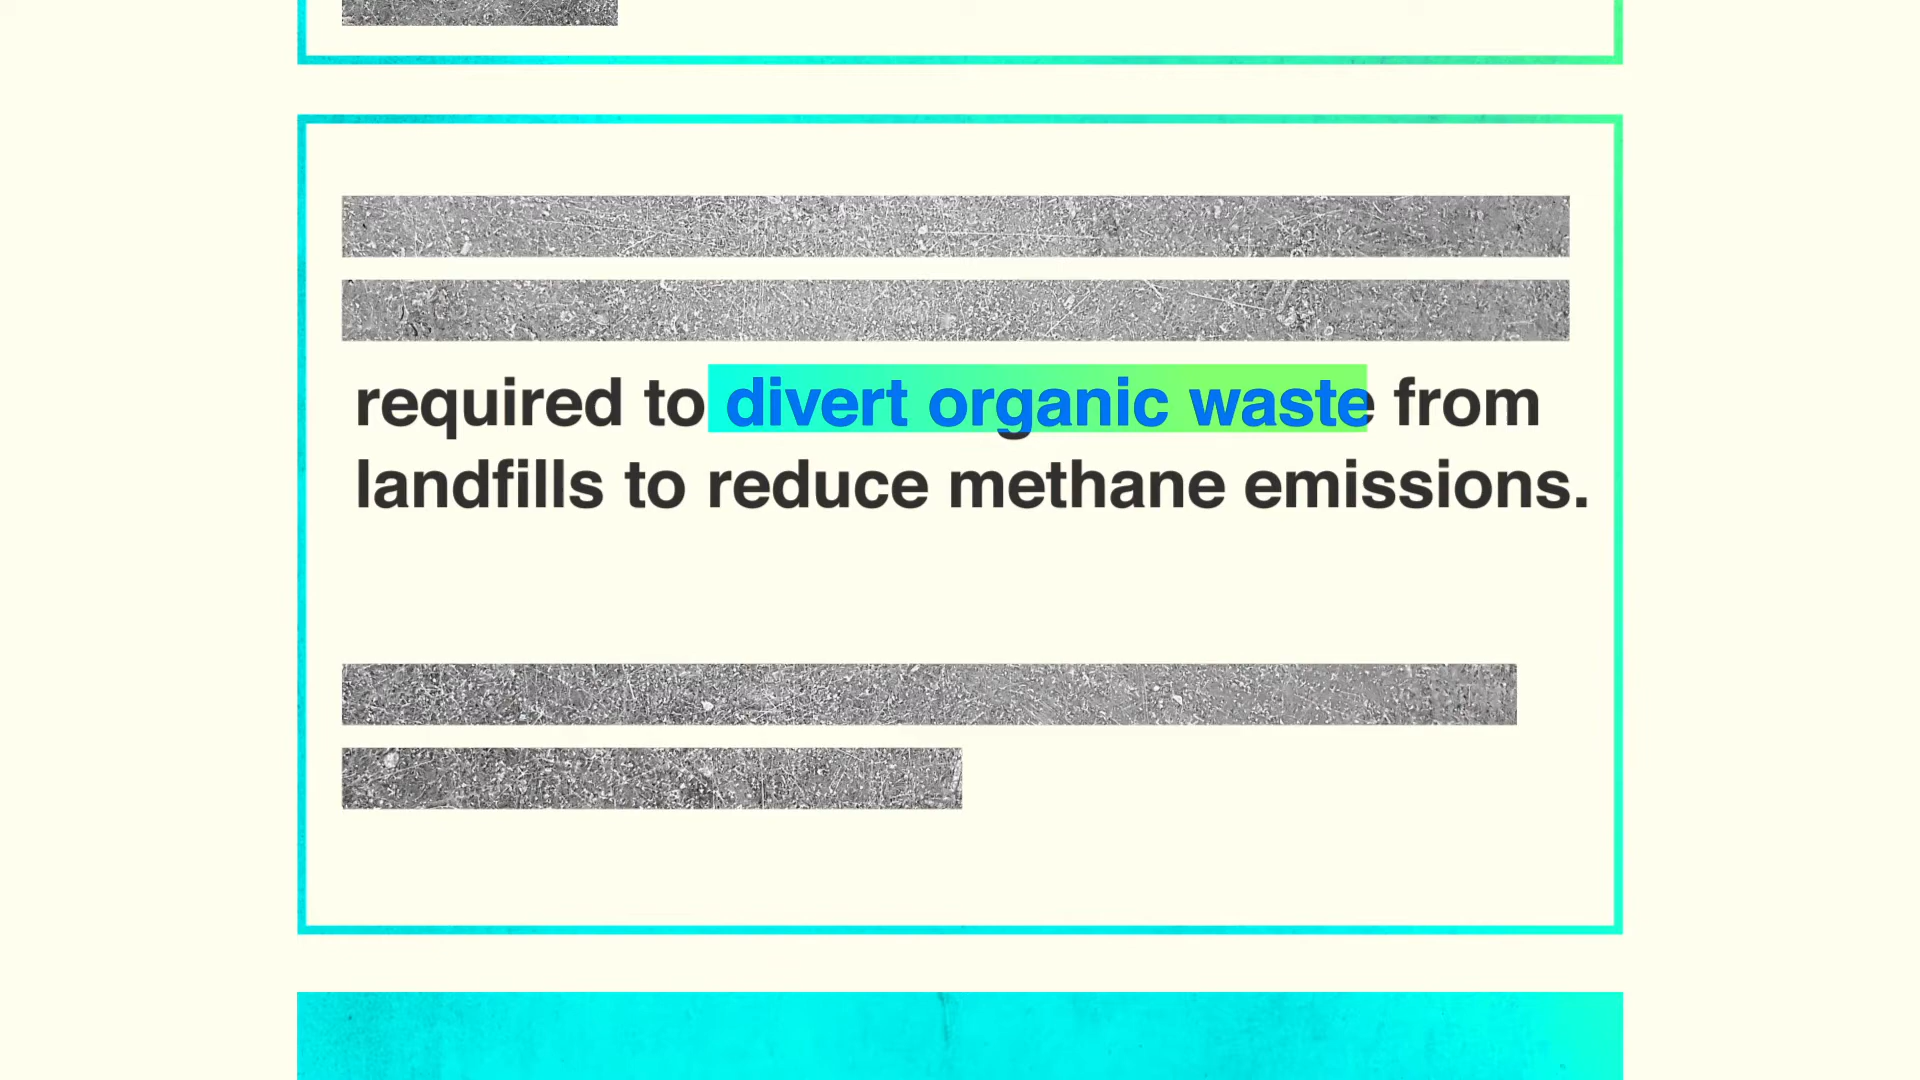 required to divert organic waste from
landfills to reduce methane emissions.